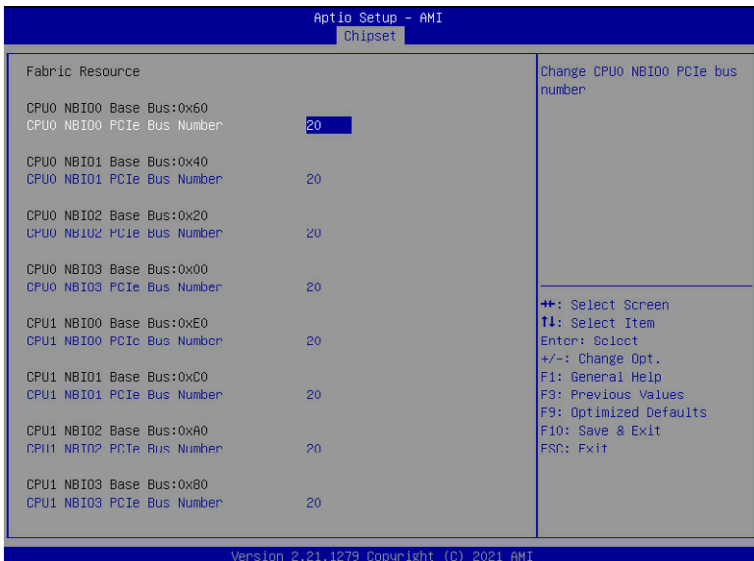 Aptio Setup – AMI
Chipset
Fabric Resource
CPU0 NBIO0 Base Bus:0x60
CPU0 NBIO0 PCIe Bus Number 20
CPU0 NBIO1 Base Bus:0x40
CPU0 NBIO1 PCIe Bus Number 20
CPU0 NBIO2 Base Bus:0x20
CPU0 NBIO2 PCIe Bus Number 20
CPU0 NBIO3 Base Bus:0x00
CPU0 NBIO3 PCIe Bus Number 20
CPU1 NBIO0 Base Bus:0xE0
CPU1 NBIO0 PCIe Bus Number 20
CPU1 NBIO1 Base Bus:0xC0
CPU1 NBIO1 PCIe Bus Number 20
CPU1 NBIO2 Base Bus:0xA0
CPU1 NBIO2 PCIe Bus Number 20
CPU1 NBIO3 Base Bus:0x80
CPU1 NBIO3 PCIe Bus Number 20
Change CPU0 NBIO0 PCIe bus
number
→←: Select Screen
↑↓: Select Item
Enter: Select
+/-: Change Opt.
F1: General Help
F3: Previous Values
F9: Optimized Defaults
F10: Save & Exit
ESC: Exit
Version 2.21.1279 Copyright (C) 2021 AMI